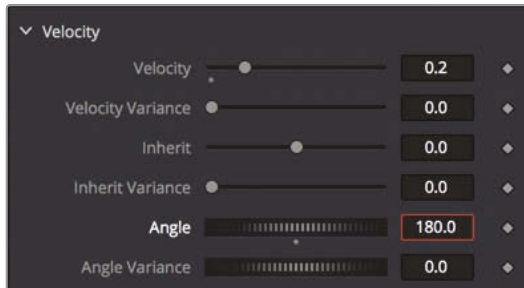 Velocity
Velocity 0.2
Velocity Variance 0.0
Inherit 0.0
Inherit Variance 0.0
Angle 180.0
Angle Variance 0.0